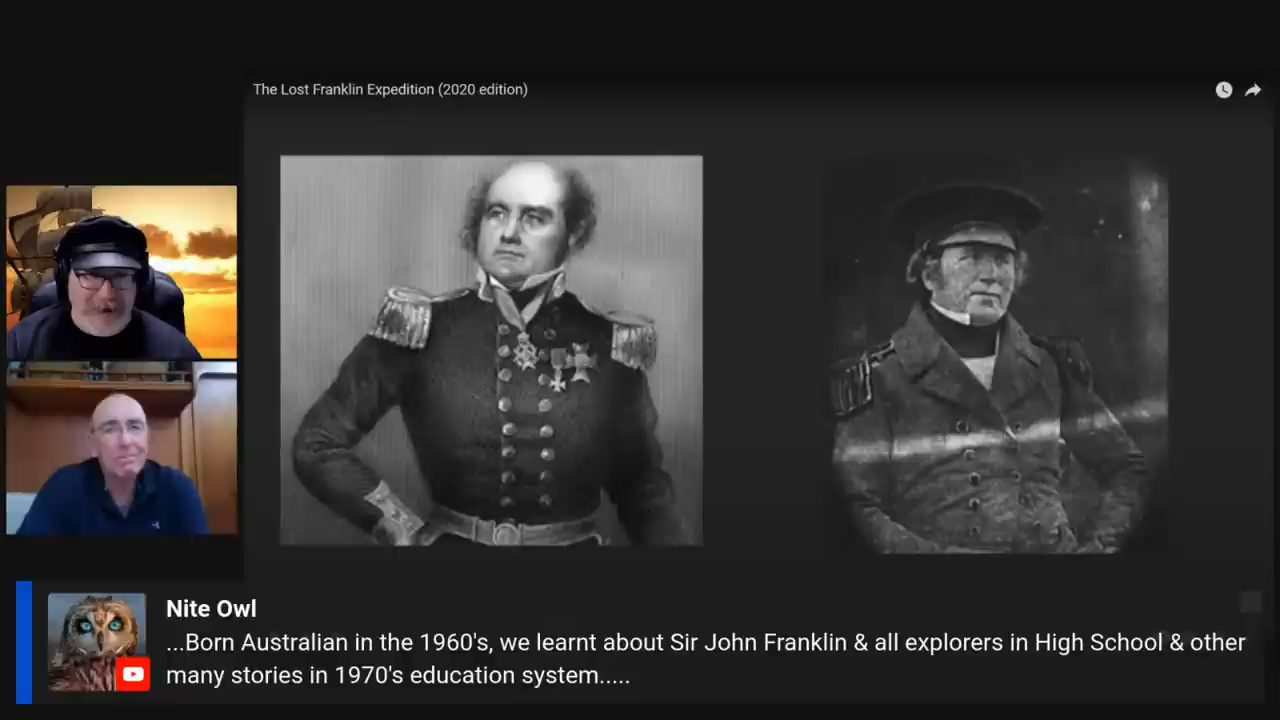 The Lost Franklin Expedition (2020 edition)
Nite Owl
...Born Australian in the 1960's, we learnt about Sir John Franklin & all explorers in High School & other
many stories in 1970's education system.....